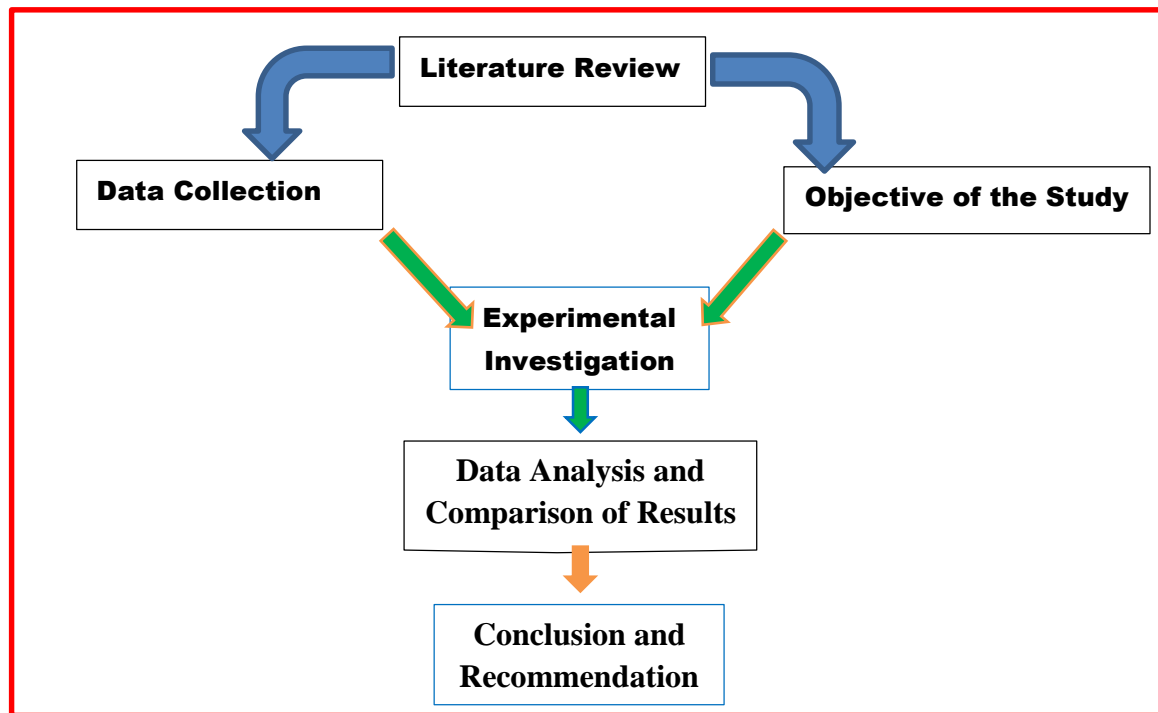 Literature Review
Data Collection
Objective of the Study
Experimental
Investigation
Data Analysis and
Comparison of Results
Conclusion and
Recommendation